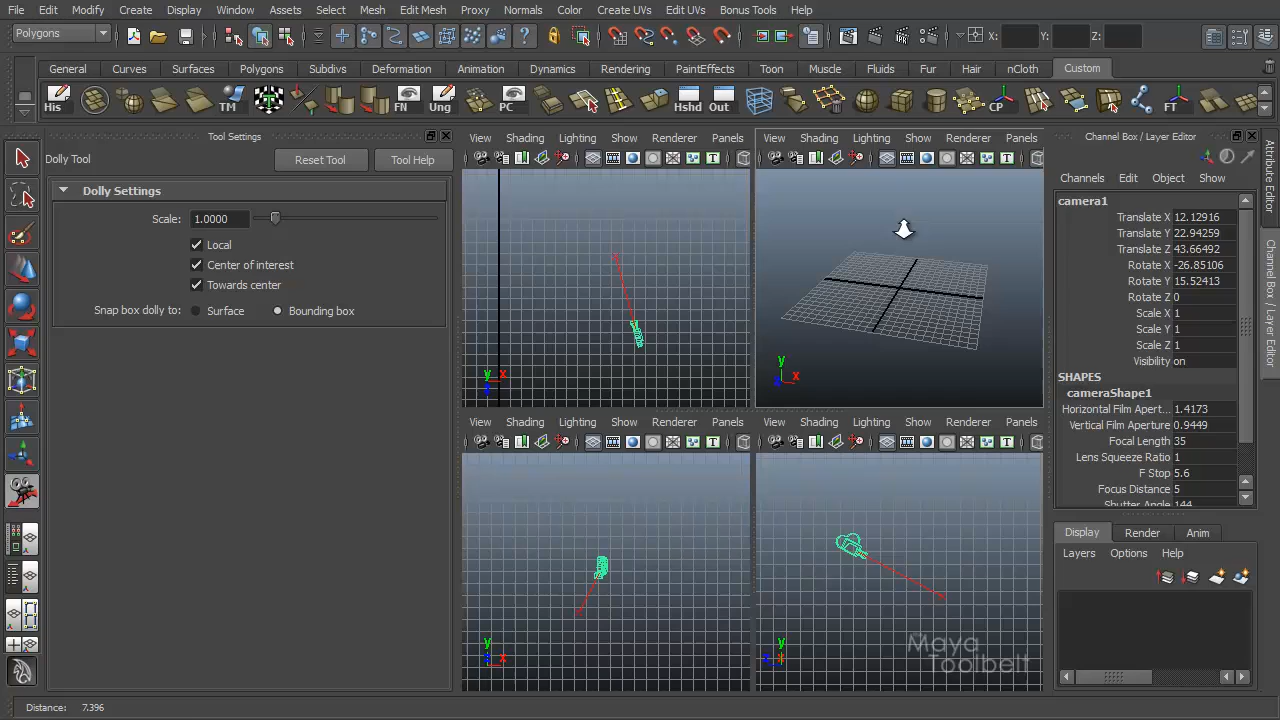 File Edit Modify Create Display Window Assets Select Mesh Edit Mesh Proxy Normals Color Create UVs Edit UVs Bonus Tools Help
Polygons X: Y: Z:
General Curves Surfaces Polygons Subdivs Deformation Animation Dynamics Rendering PaintEffects Toon Muscle Fluids Fur Hair nCloth Custom
His TM FN Ung PC Hshd Out CP FT
Tool Settings
Dolly Tool Reset Tool Tool Help
Dolly Settings
Scale: 1.0000
Local
Center of interest
Towards center
Snap box dolly to: Surface Bounding box
View Shading Lighting Show Renderer Panels
y x z
View Shading Lighting Show Renderer Panels
y x z
View Shading Lighting Show Renderer Panels
y x z
View Shading Lighting Show Renderer Panels
y z
Maya
Toolbelt
Channel Box / Layer Editor
Channels Edit Object Show
camera1
Translate X 12.12916
Translate Y 22.94259
Translate Z 43.66492
Rotate X -26.85106
Rotate Y 15.52413
Rotate Z 0
Scale X 1
Scale Y 1
Scale Z 1
Visibility on
SHAPES
cameraShape1
Horizontal Film Apert... 1.4173
Vertical Film Aperture 0.9449
Focal Length 35
Lens Squeeze Ratio 1
F Stop 5.6
Focus Distance 5
Shutter Angle 144
Display Render Anim
Layers Options Help
Attribute Editor
Channel Box / Layer Editor
Distance: 7.396